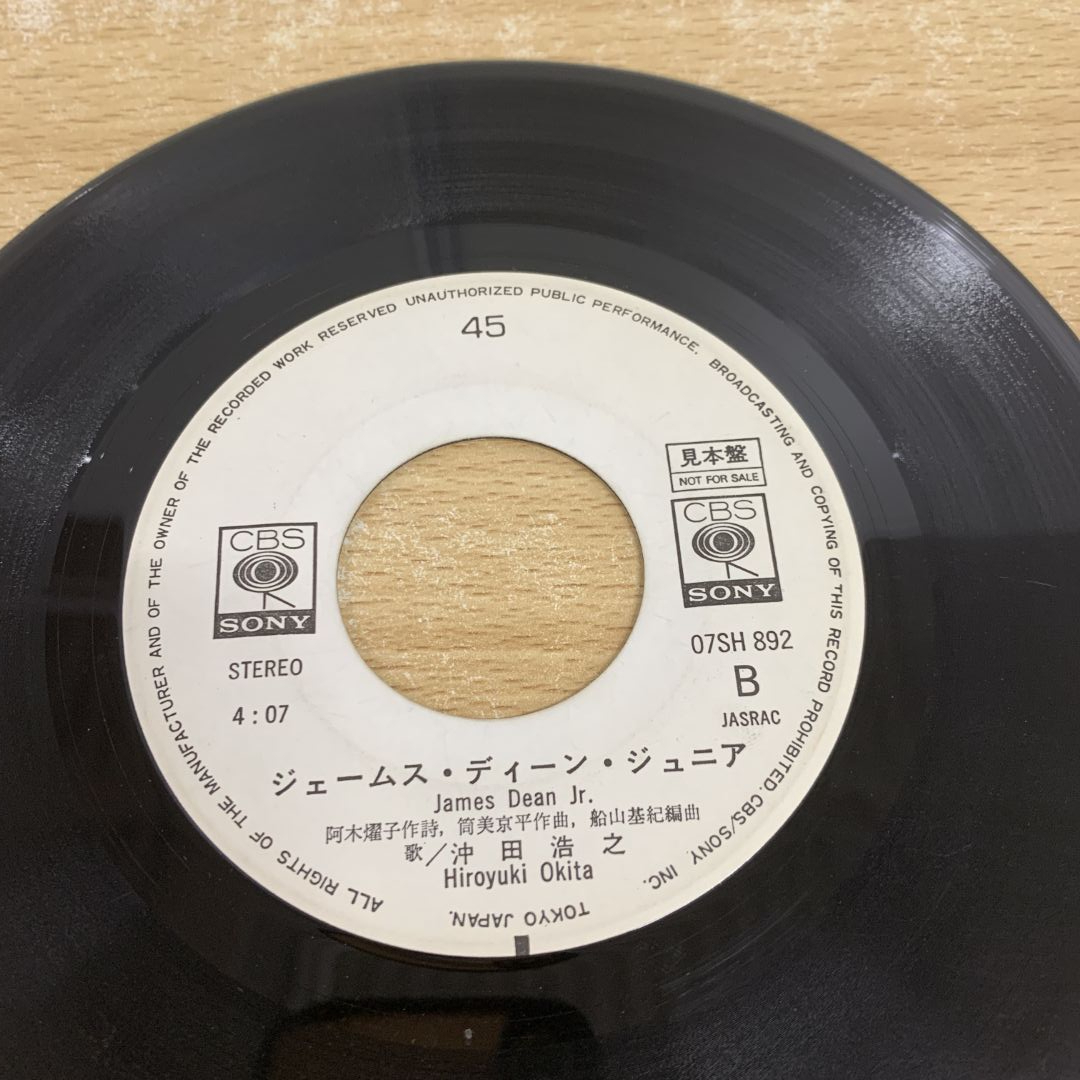 ALL RIGHTS OF THE MANUFACTURER AND OF THE OWNER OF THE RECORDED WORK RESERVED UNAUTHORIZED PUBLIC PERFORMANCE, BROADCASTING AND COPYING OF THIS RECORD PROHIBITED. CBS/SONY INC. TOKYO JAPAN.
45
見本盤
NOT FOR SALE
CBS
SONY
CBS
SONY
STEREO
4:07
07SH 892
B
JASRAC
ジェームス・ディーン・ジュニア
James Dean Jr.
阿木燿子作詩, 筒美京平作曲, 船山基紀編曲
歌/沖田浩之
Hiroyuki Okita